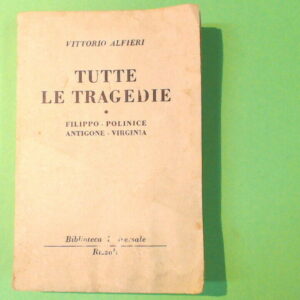 VITTORIO ALFIERI
TUTTE
LE TRAGEDIE
*
FILIPPO - POLINICE
ANTIGONE - VIRGINIA
Biblioteca